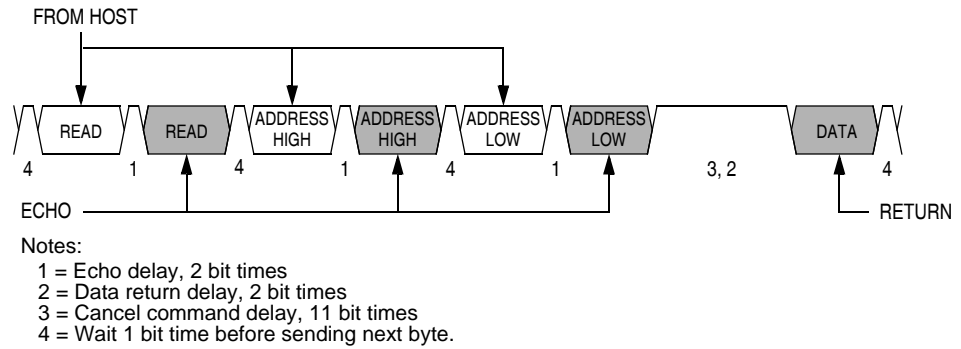 FROM HOST
READ
READ
ADDRESS
HIGH
ADDRESS
HIGH
ADDRESS
LOW
ADDRESS
LOW
DATA
4 1 4 1 4 1 3, 2 4
ECHO
RETURN
Notes:
1 = Echo delay, 2 bit times
2 = Data return delay, 2 bit times
3 = Cancel command delay, 11 bit times
4 = Wait 1 bit time before sending next byte.